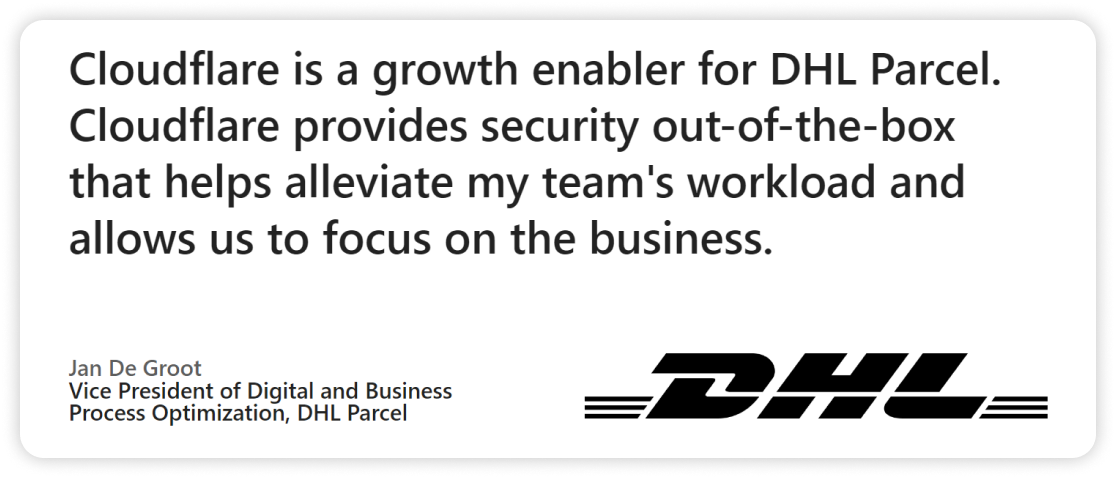 Cloudflare is a growth enabler for DHL Parcel.
Cloudflare provides security out-of-the-box
that helps alleviate my team's workload and
allows us to focus on the business.
Jan De Groot
Vice President of Digital and Business
Process Optimization, DHL Parcel
DHL